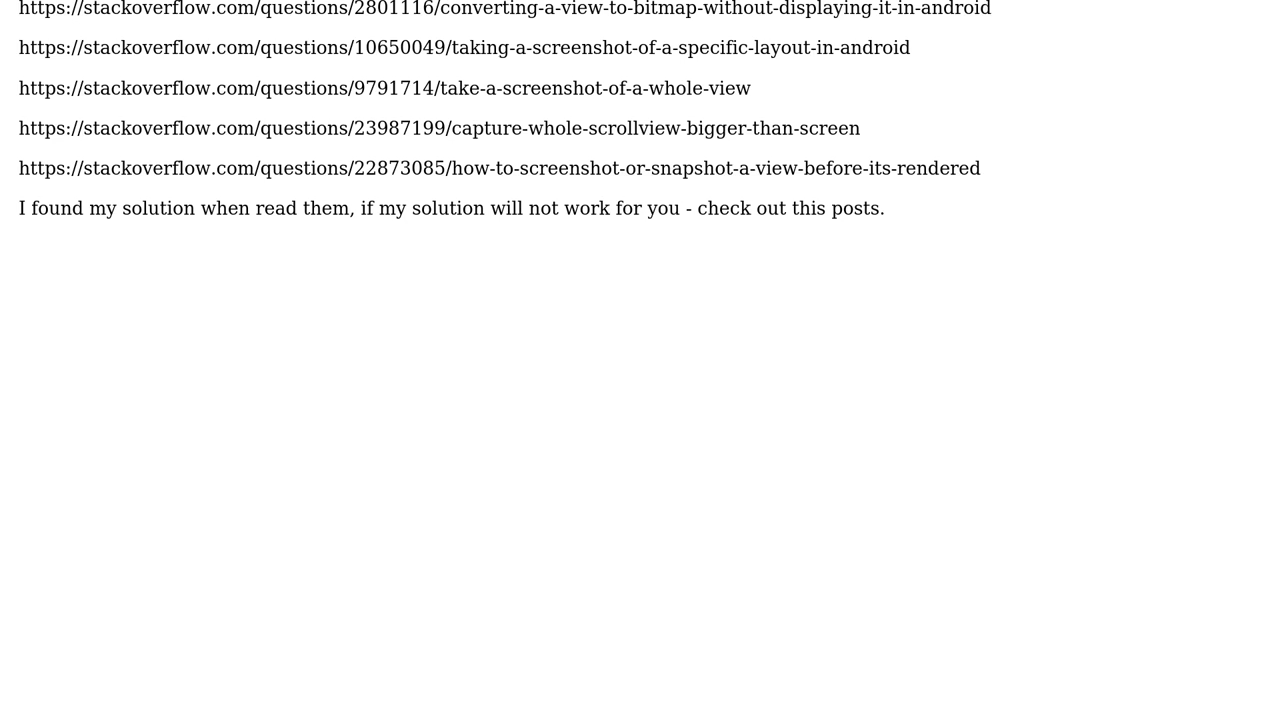 https://stackoverflow.com/questions/2801116/converting-a-view-to-bitmap-without-displaying-it-in-android
https://stackoverflow.com/questions/10650049/taking-a-screenshot-of-a-specific-layout-in-android
https://stackoverflow.com/questions/9791714/take-a-screenshot-of-a-whole-view
https://stackoverflow.com/questions/23987199/capture-whole-scrollview-bigger-than-screen
https://stackoverflow.com/questions/22873085/how-to-screenshot-or-snapshot-a-view-before-its-rendered
I found my solution when read them, if my solution will not work for you - check out this posts.